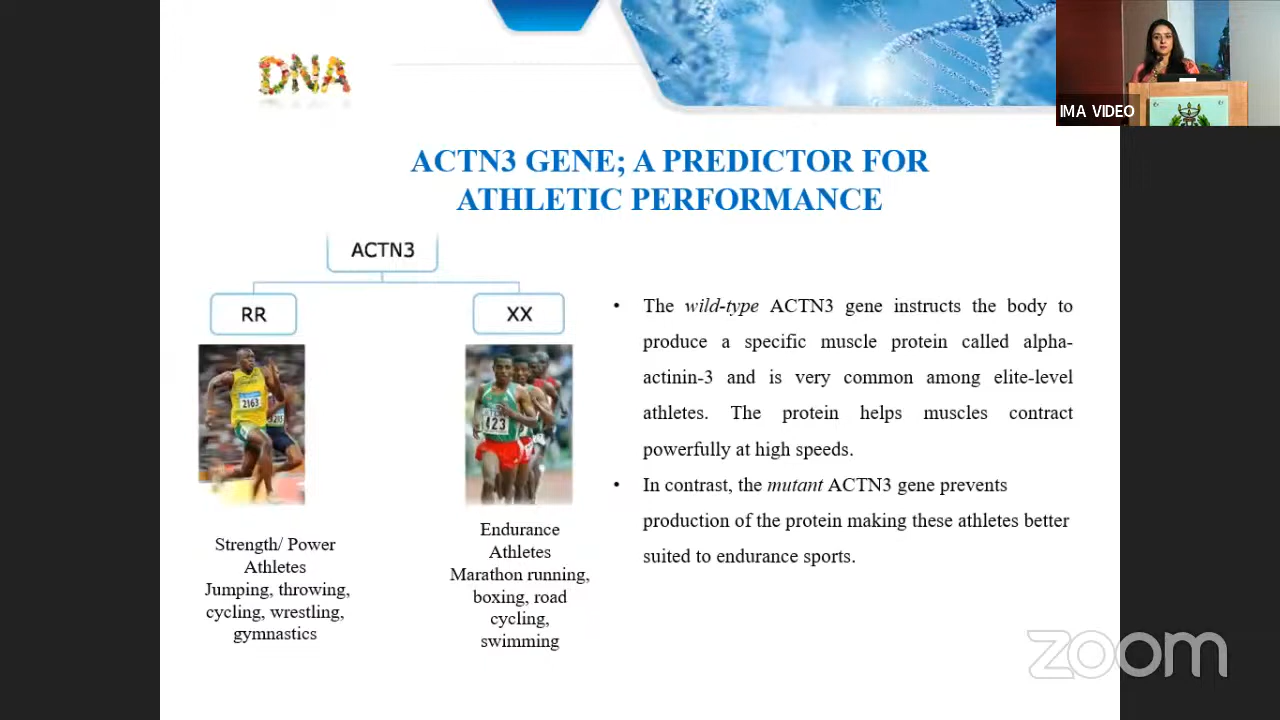 DNA
IMA VIDEO
ACTN3 GENE; A PREDICTOR FOR
ATHLETIC PERFORMANCE
ACTN3
RR
XX
2163
423
Strength/ Power
Athletes
Jumping, throwing,
cycling, wrestling,
gymnastics
Endurance
Athletes
Marathon running,
boxing, road
cycling,
swimming
• The wild-type ACTN3 gene instructs the body to
produce a specific muscle protein called alpha-
actinin-3 and is very common among elite-level
athletes. The protein helps muscles contract
powerfully at high speeds.
• In contrast, the mutant ACTN3 gene prevents
production of the protein making these athletes better
suited to endurance sports.
zoom